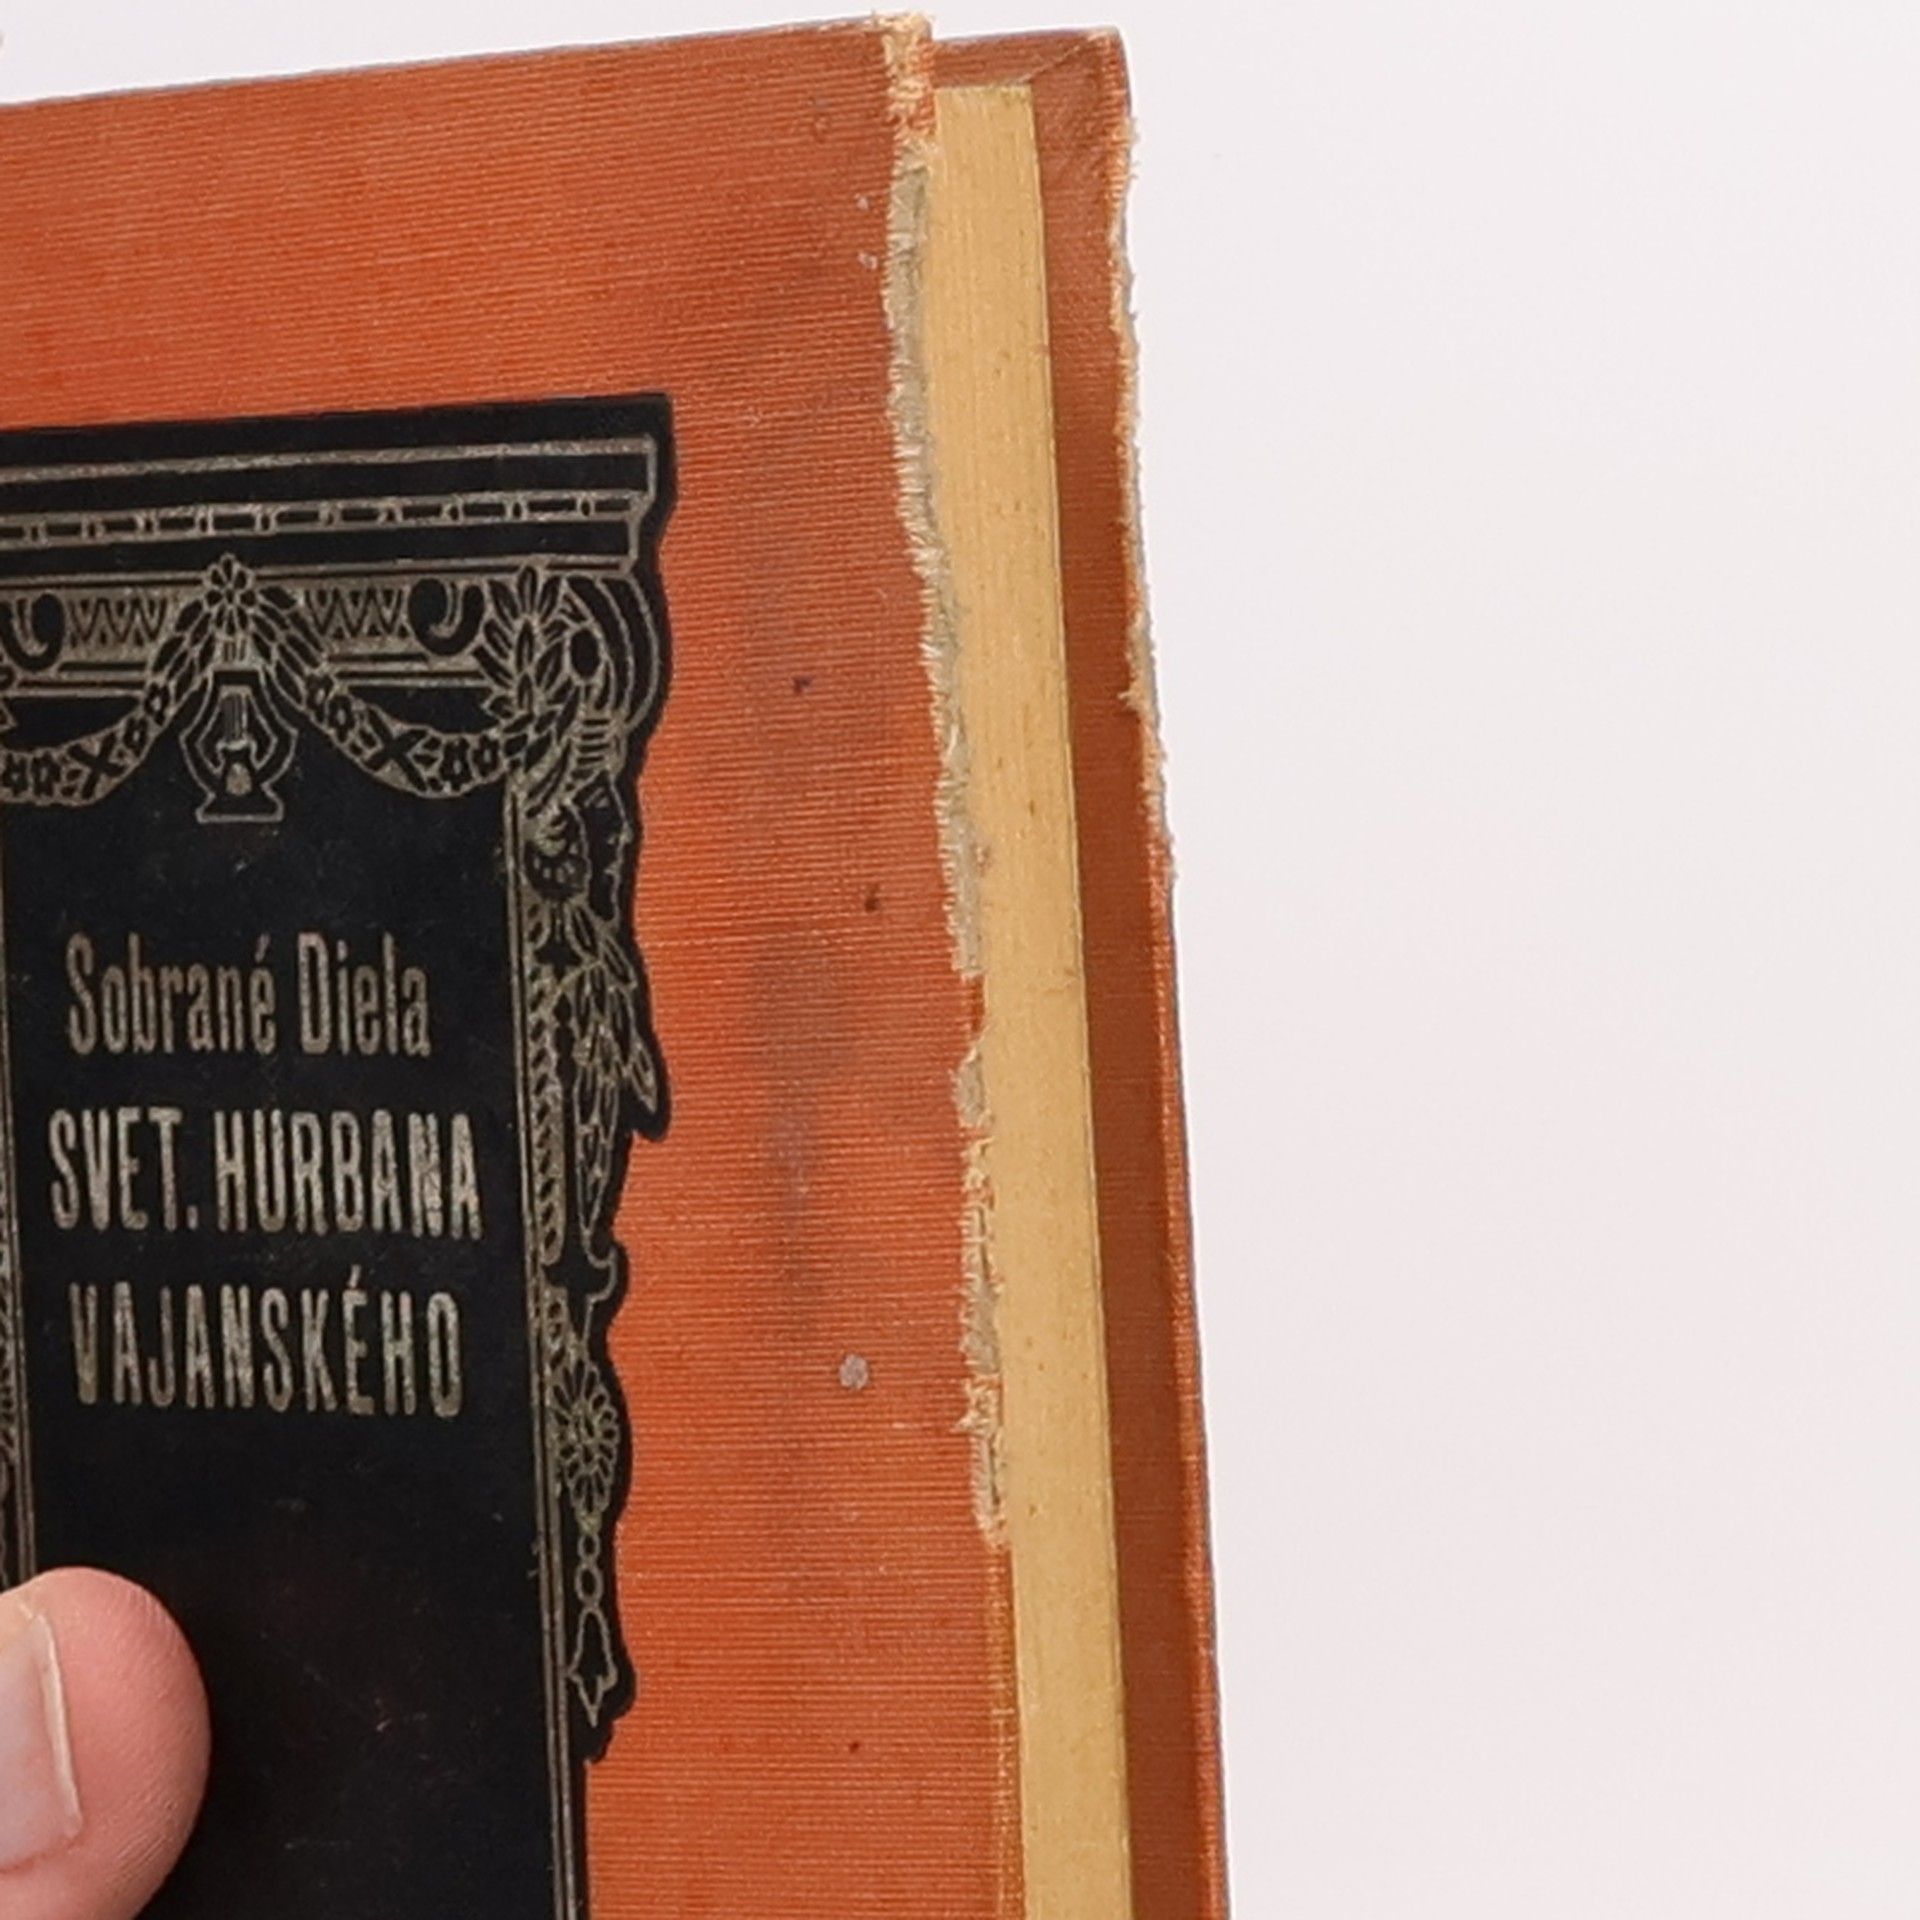 Sobrané Diela
SVET. HURBANA
VAJANSKÉHO